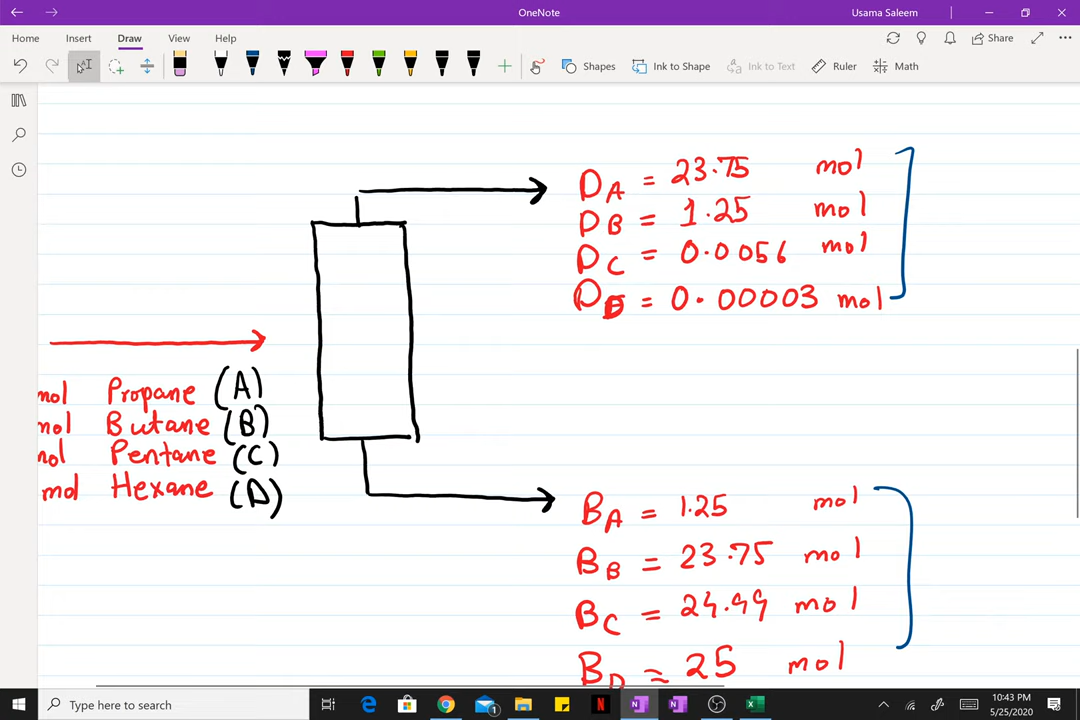 OneNote
Usama Saleem
Home Insert Draw View Help
Share
Shapes Ink to Shape Ink to Text Ruler Math
DA = 23.75 mol
DB = 1.25 mol
DC = 0.0056 mol
= 0.00003 mol
mol Propane (A)
mol Butane (B)
mol Pentane (C)
mol Hexane (D)
BA = 1.25 mol
BB = 23.75 mol
BC = 24.99 mol
BD = 25 mol
Type here to search
1
10:43 PM
5/25/2020